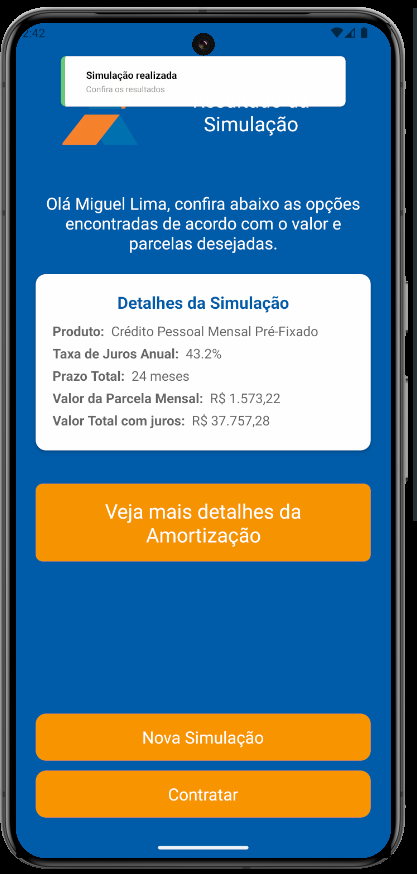 2:42
Simulação realizada
Confira os resultados
Resultado da
Simulação
Olá Miguel Lima, confira abaixo as opções
encontradas de acordo com o valor e
parcelas desejadas.
Detalhes da Simulação
Produto: Crédito Pessoal Mensal Pré-Fixado
Taxa de Juros Anual: 43.2%
Prazo Total: 24 meses
Valor da Parcela Mensal: R$ 1.573,22
Valor Total com juros: R$ 37.757,28
Veja mais detalhes da
Amortização
Nova Simulação
Contratar